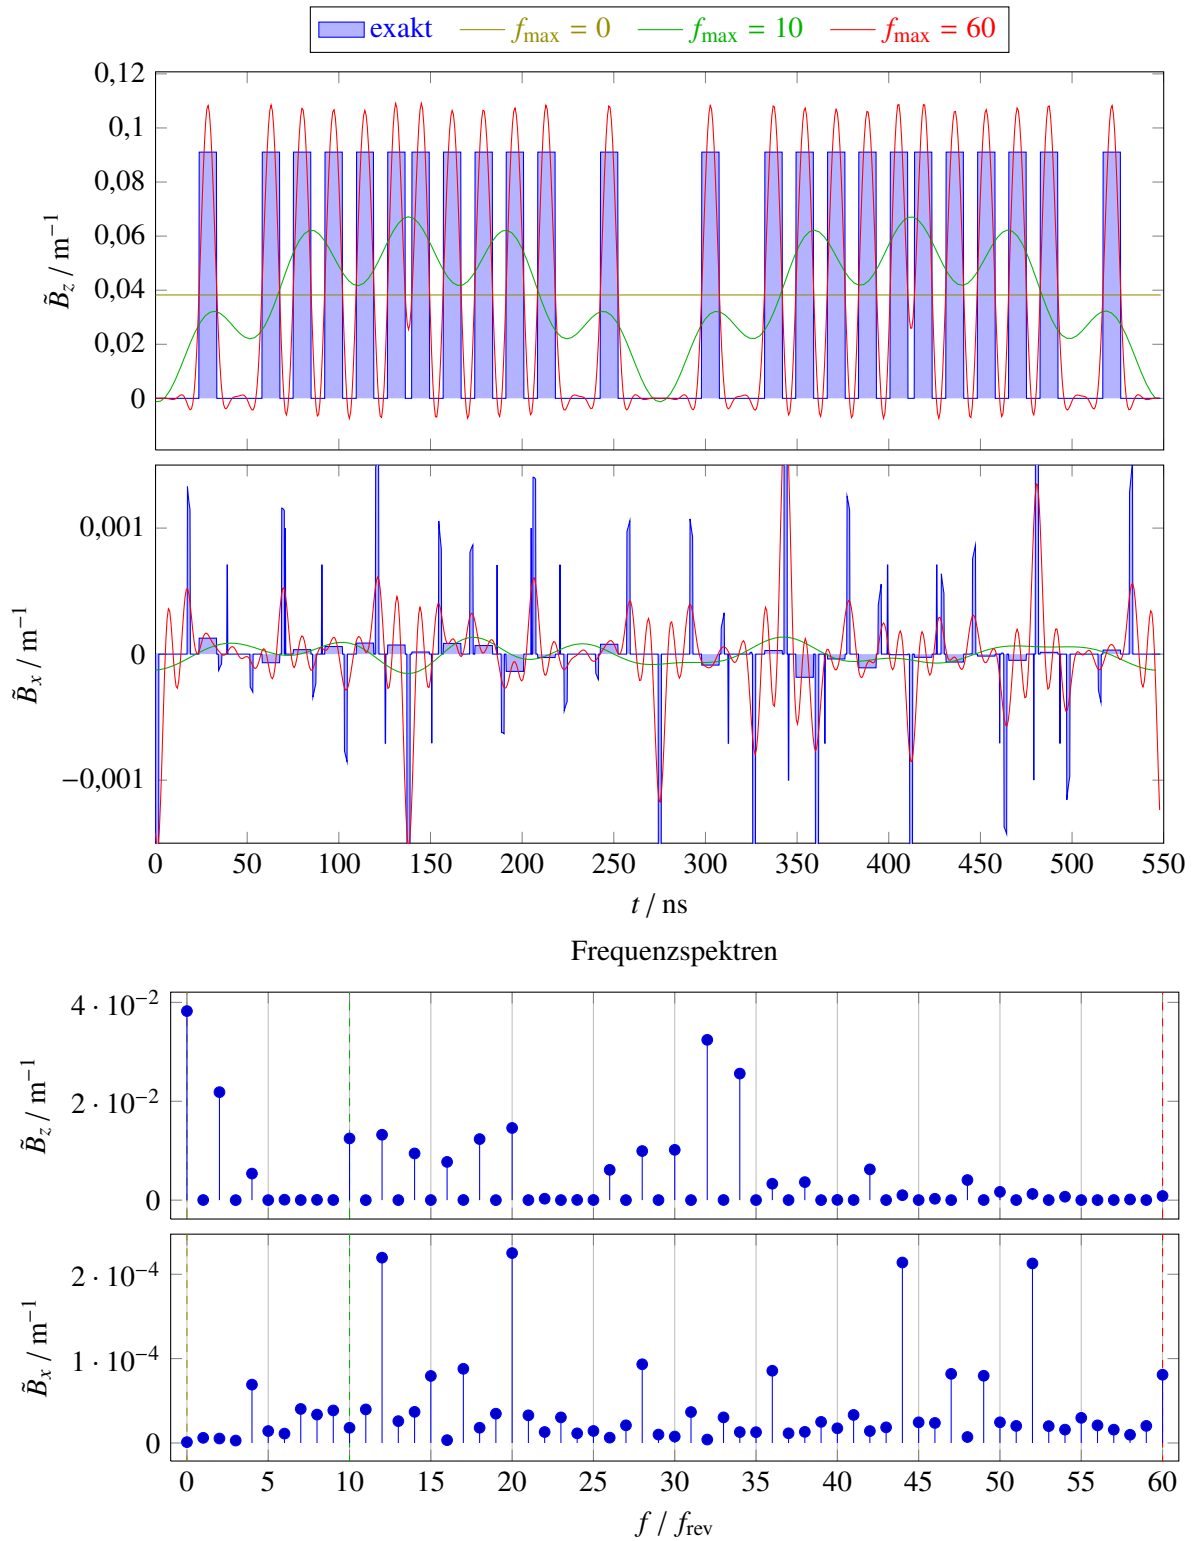 exakt f_max = 0 f_max = 10 f_max = 60
0,12
0,1
0,08
0,06
0,04
0,02
0
B̃_z / m⁻¹
0,001
0
−0,001
B̃_x / m⁻¹
0 50 100 150 200 250 300 350 400 450 500 550
t / ns
Frequenzspektren
4 · 10⁻²
2 · 10⁻²
0
B̃_z / m⁻¹
2 · 10⁻⁴
1 · 10⁻⁴
0
B̃_x / m⁻¹
0 5 10 15 20 25 30 35 40 45 50 55 60
f / f_rev